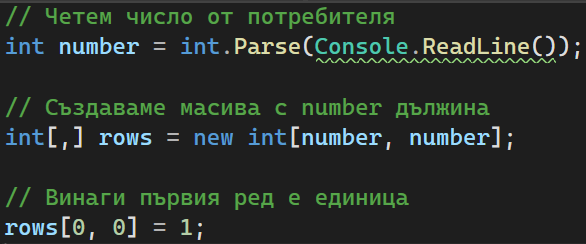 // Четем число от потребителя
int number = int.Parse(Console.ReadLine());
// Създаваме масива с number дължина
int[,] rows = new int[number, number];
// Винаги първия ред е единица
rows[0, 0] = 1;